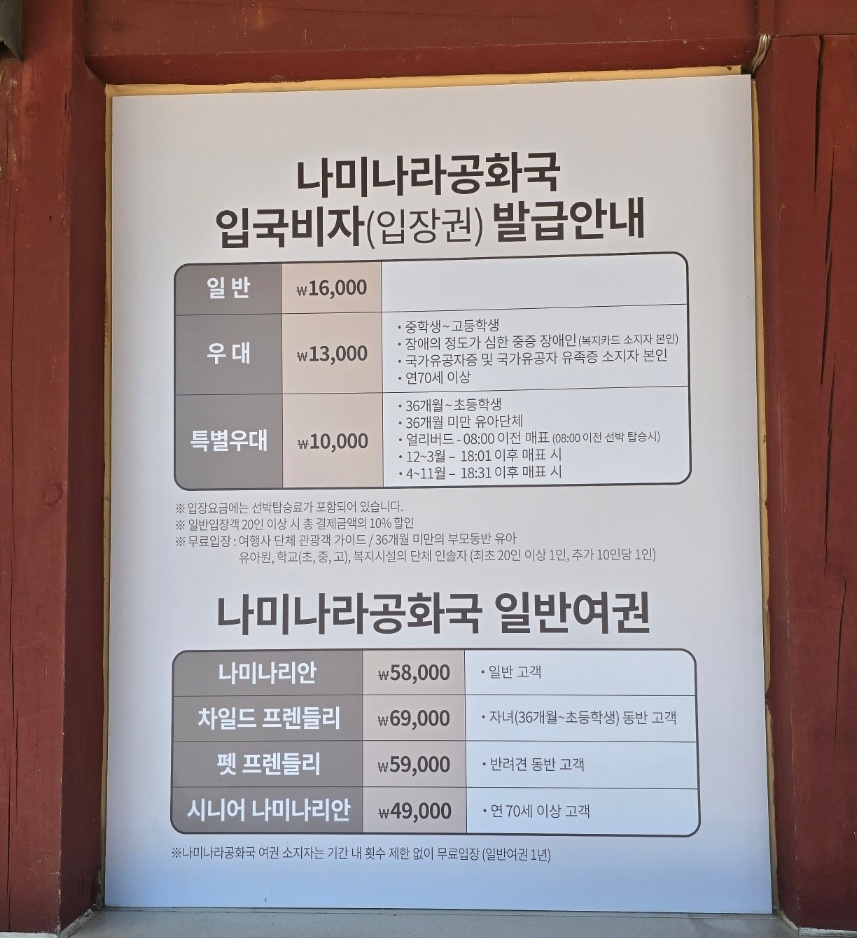 나미나라공화국
입국비자(입장권) 발급안내
일 반 ₩16,000
우 대 ₩13,000
• 중학생~고등학생
• 장애의 정도가 심한 중증 장애인(복지카드 소지자 본인)
• 국가유공자증 및 국가유공자 유족증 소지자 본인
• 연70세 이상
특별우대 ₩10,000
• 36개월~초등학생
• 36개월 미만 유아단체
• 얼리버드 - 08:00 이전 매표 (08:00 이전 선박 탑승시)
• 12~3월 – 18:01 이후 매표 시
• 4~11월 – 18:31 이후 매표 시
※ 입장요금에는 선박탑승료가 포함되어 있습니다.
※ 일반입장객 20인 이상 시 총 결제금액의 10% 할인
※ 무료입장 : 여행사 단체 관광객 가이드 / 36개월 미만의 부모동반 유아
유아원, 학교(초, 중, 고), 복지시설의 단체 인솔자 (최초 20인 이상 1인, 추가 10인당 1인)
나미나라공화국 일반여권
나미나리안 ₩58,000 • 일반 고객
차일드 프렌들리 ₩69,000 • 자녀(36개월~초등학생) 동반 고객
펫 프렌들리 ₩59,000 • 반려견 동반 고객
시니어 나미나리안 ₩49,000 • 연 70세 이상 고객
※나미나라공화국 여권 소지자는 기간 내 횟수 제한 없이 무료입장 (일반여권 1년)